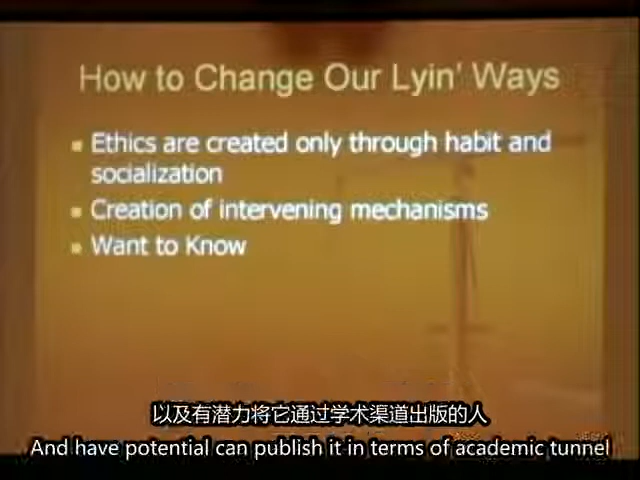 How to Change Our Lyin' Ways
Ethics are created only through habit and
socialization
Creation of intervening mechanisms
Want to Know
以及有潜力将它通过学术渠道出版的人
And have potential can publish it in terms of academic tunnel